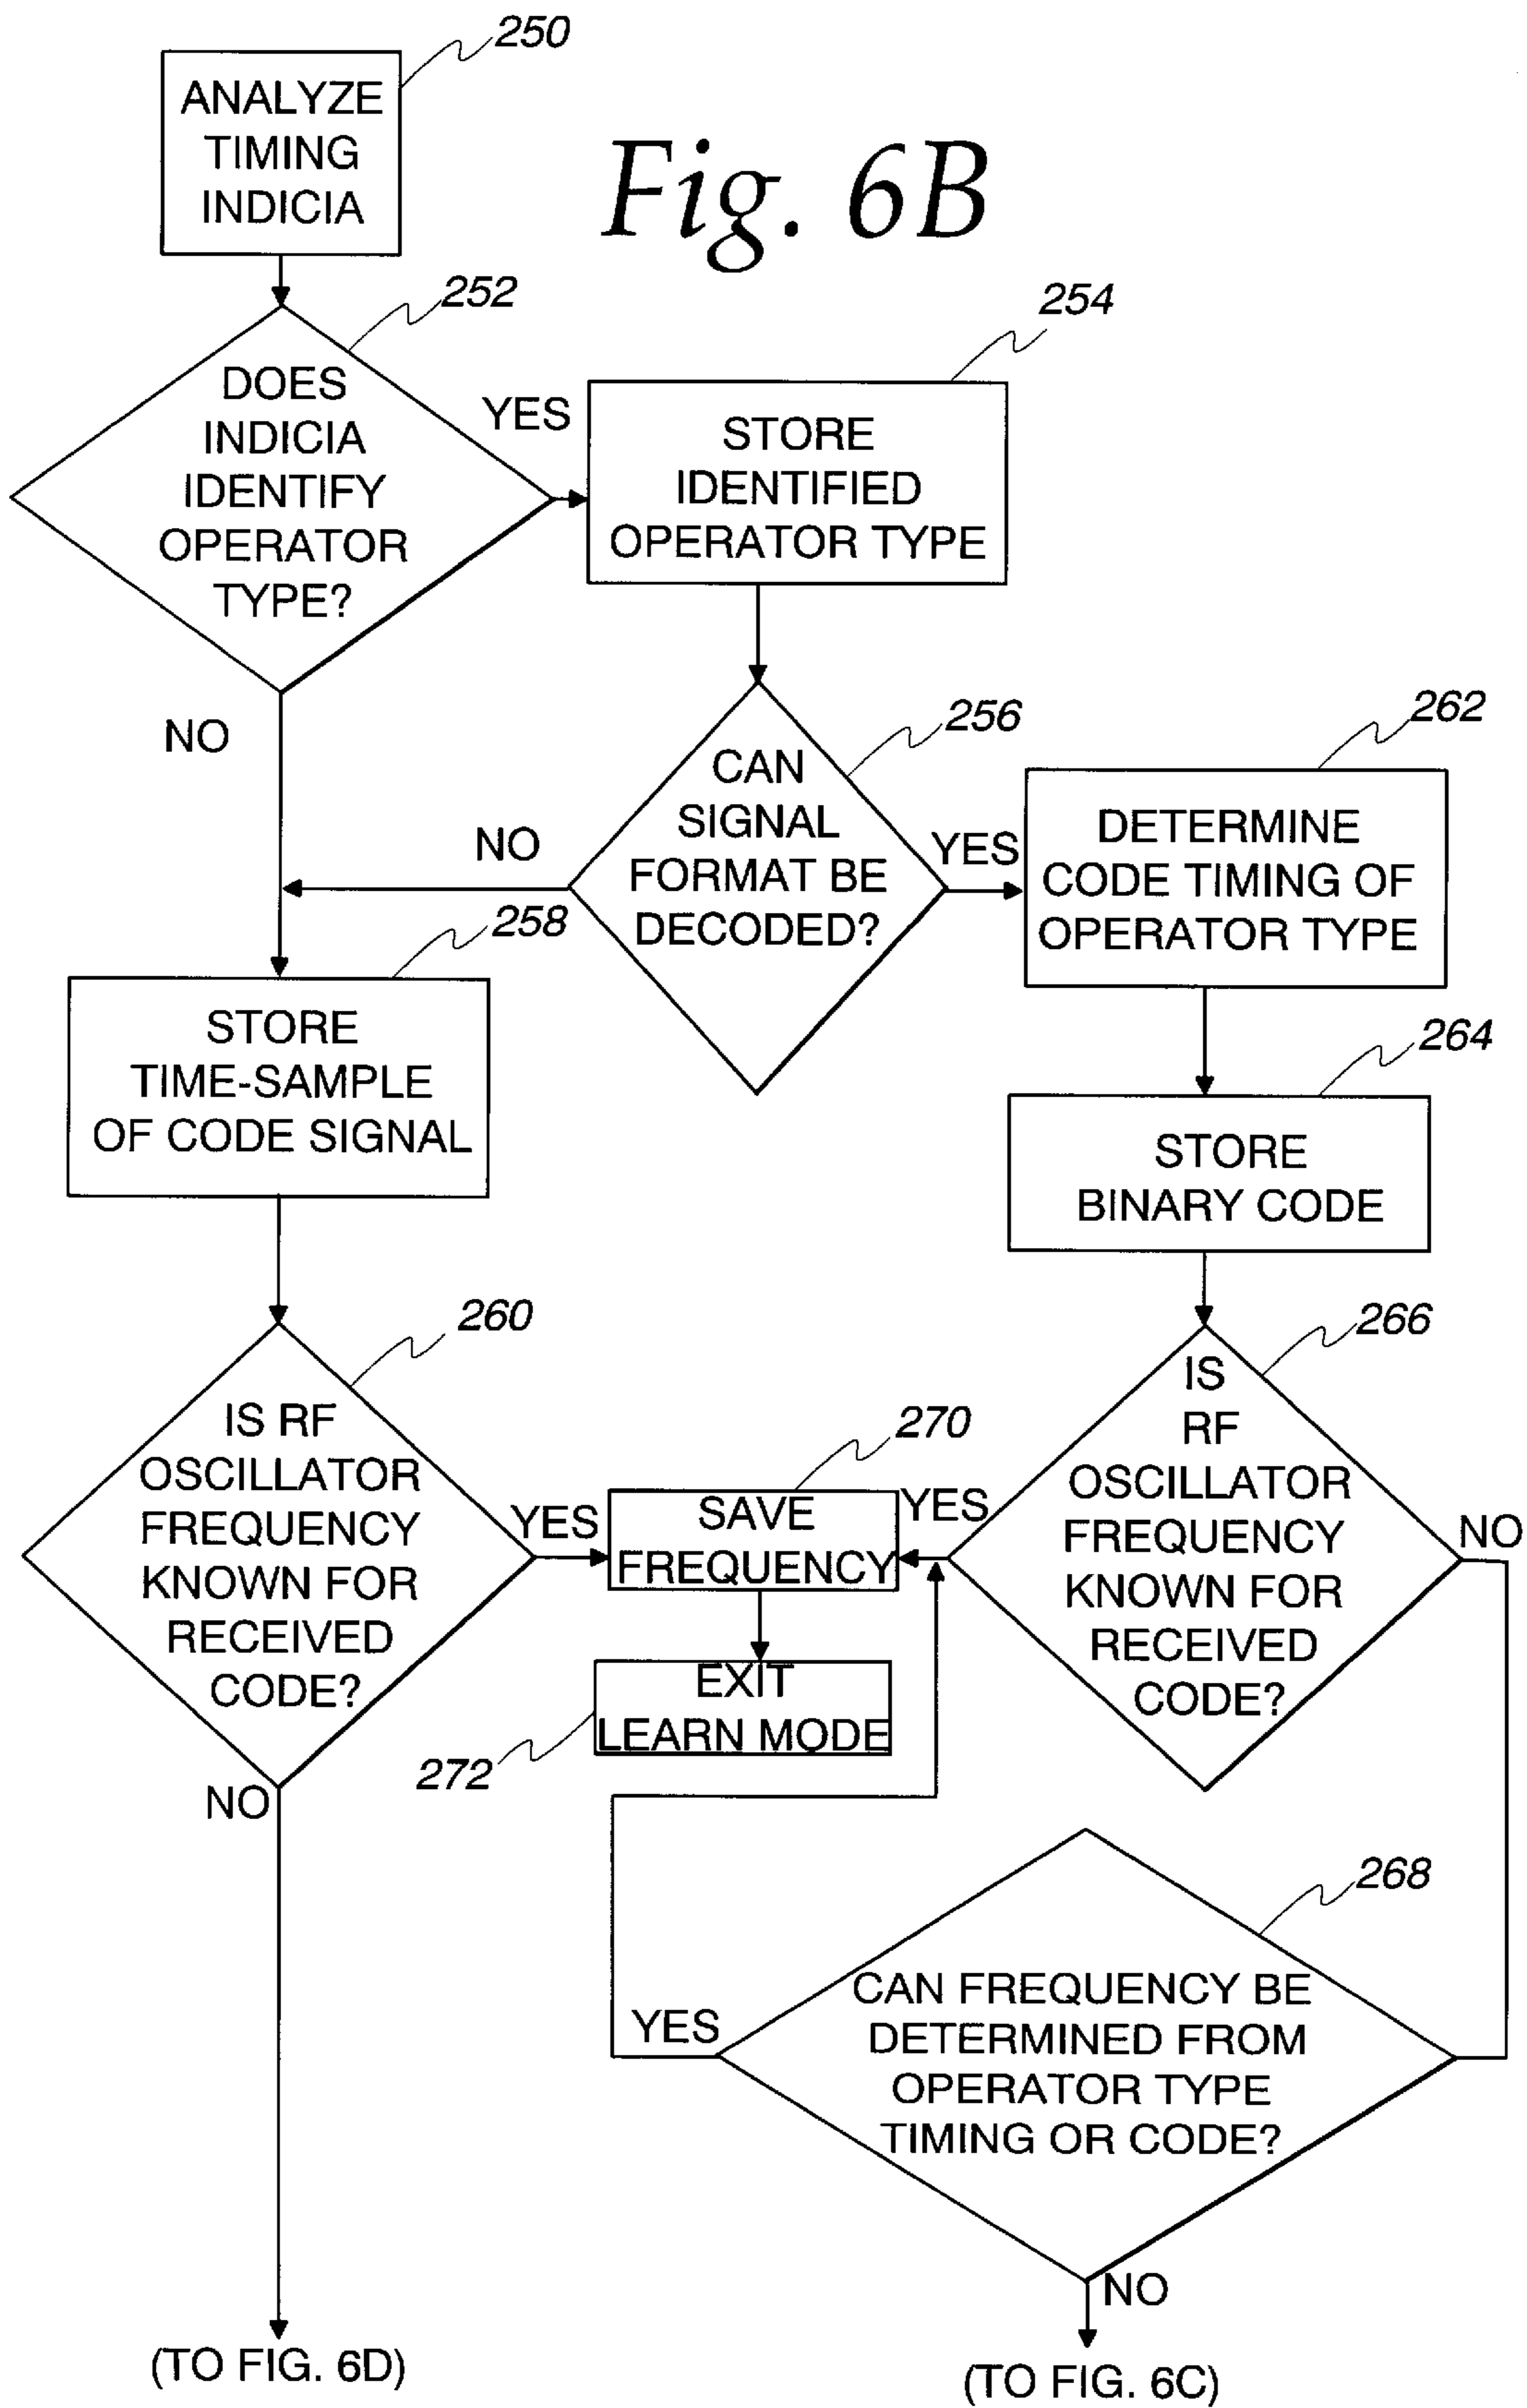 250
ANALYZE
TIMING
INDICIA
Fig. 6B
252
DOES
INDICIA
IDENTIFY
OPERATOR
TYPE?
YES
NO
254
STORE
IDENTIFIED
OPERATOR TYPE
256
CAN
SIGNAL
FORMAT BE
DECODED?
NO
YES
262
DETERMINE
CODE TIMING OF
OPERATOR TYPE
258
STORE
TIME-SAMPLE
OF CODE SIGNAL
264
STORE
BINARY CODE
260
IS RF
OSCILLATOR
FREQUENCY
KNOWN FOR
RECEIVED
CODE?
YES
NO
270
SAVE
FREQUENCY
266
IS
RF
OSCILLATOR
FREQUENCY
KNOWN FOR
RECEIVED
CODE?
YES
NO
272
EXIT
LEARN MODE
268
CAN FREQUENCY BE
DETERMINED FROM
OPERATOR TYPE
TIMING OR CODE?
YES
NO
(TO FIG. 6D)
(TO FIG. 6C)